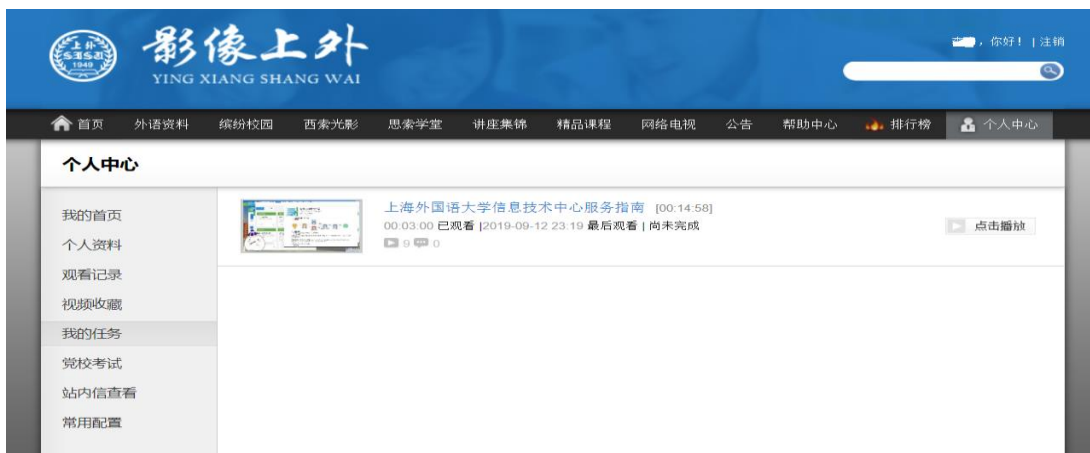 上外
SISU
1949
影像上外
YING XIANG SHANG WAI
，你好！ | 注销
首页 外语资料 缤纷校园 西索光影 思索学堂 讲座集锦 精品课程 网络电视 公告 帮助中心 排行榜 个人中心
个人中心
我的首页
个人资料
观看记录
视频收藏
我的任务
党校考试
站内信查看
常用配置
上海外国语大学信息技术中心服务指南 [00:14:58]
00:03:00 已观看 |2019-09-12 23:19 最后观看 | 尚未完成
9 0
点击播放